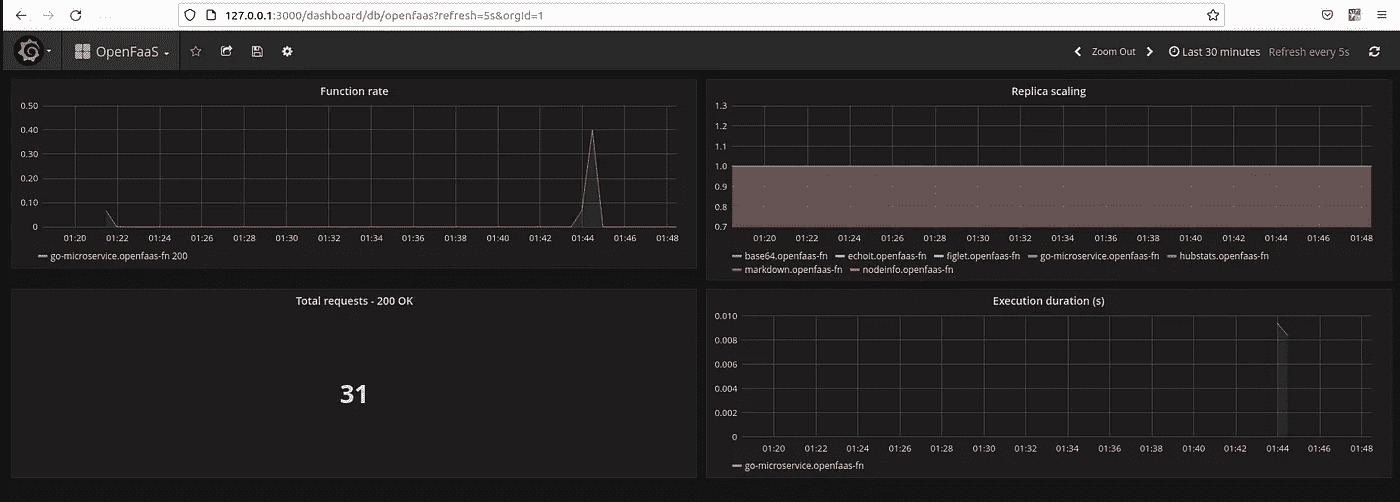 127.0.0.1:3000/dashboard/db/openfaas?refresh=5s&orgId=1
OpenFaaS
Zoom Out
Last 30 minutes
Refresh every 5s
Function rate
0.50
0.40
0.30
0.20
0.10
0
01:20 01:22 01:24 01:26 01:28 01:30 01:32 01:34 01:36 01:38 01:40 01:42 01:44 01:46 01:48
go-microservice.openfaas-fn 200
Replica scaling
1.3
1.2
1.1
1.0
0.9
0.8
0.7
01:20 01:22 01:24 01:26 01:28 01:30 01:32 01:34 01:36 01:38 01:40 01:42 01:44 01:46 01:48
base64.openfaas-fn echoit.openfaas-fn figlet.openfaas-fn go-microservice.openfaas-fn hubstats.openfaas-fn
markdown.openfaas-fn nodeinfo.openfaas-fn
Total requests - 200 OK
31
Execution duration (s)
0.010
0.008
0.006
0.004
0.002
0
01:20 01:22 01:24 01:26 01:28 01:30 01:32 01:34 01:36 01:38 01:40 01:42 01:44 01:46 01:48
go-microservice.openfaas-fn